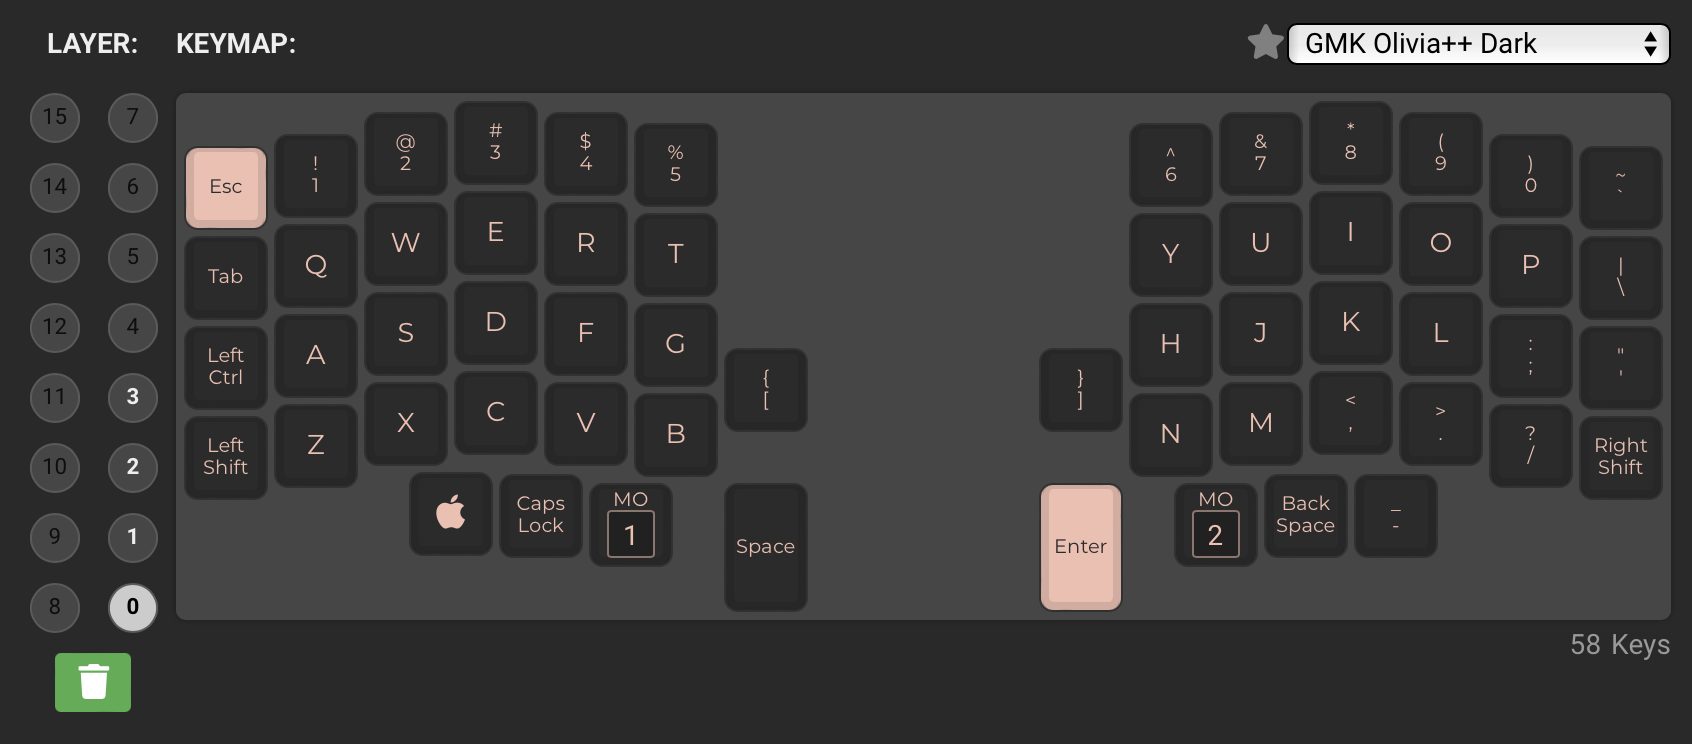 LAYER: KEYMAP: GMK Olivia++ Dark
15 7
14 6
13 5
12 4
11 3
10 2
9 1
8 0
Esc
!
1
@
2
#
3
$
4
%
5
^
6
&
7
*
8
(
9
)
0
~
`
Tab
Q
W
E
R
T
Y
U
I
O
P
|
\
Left
Ctrl
A
S
D
F
G
{
[
}
]
H
J
K
L
:
;
"
'
Left
Shift
Z
X
C
V
B
N
M
<
,
>
.
?
/
Right
Shift
Caps
Lock
MO
1
Space
Enter
MO
2
Back
Space
_
-
58 Keys